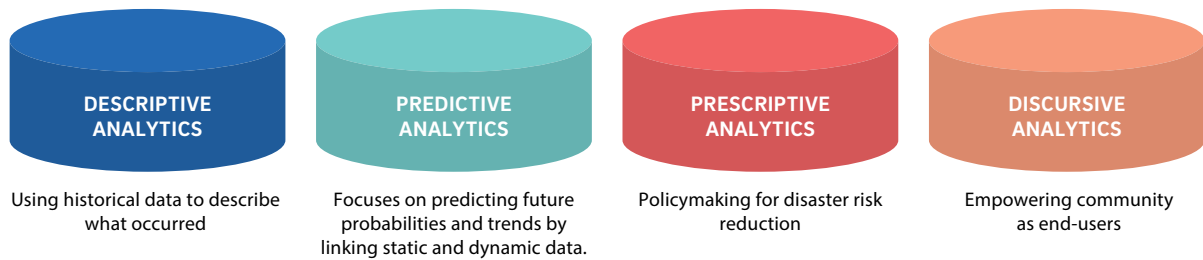 DESCRIPTIVE
ANALYTICS
Using historical data to describe
what occurred
PREDICTIVE
ANALYTICS
Focuses on predicting future
probabilities and trends by
linking static and dynamic data.
PRESCRIPTIVE
ANALYTICS
Policymaking for disaster risk
reduction
DISCURSIVE
ANALYTICS
Empowering community
as end-users